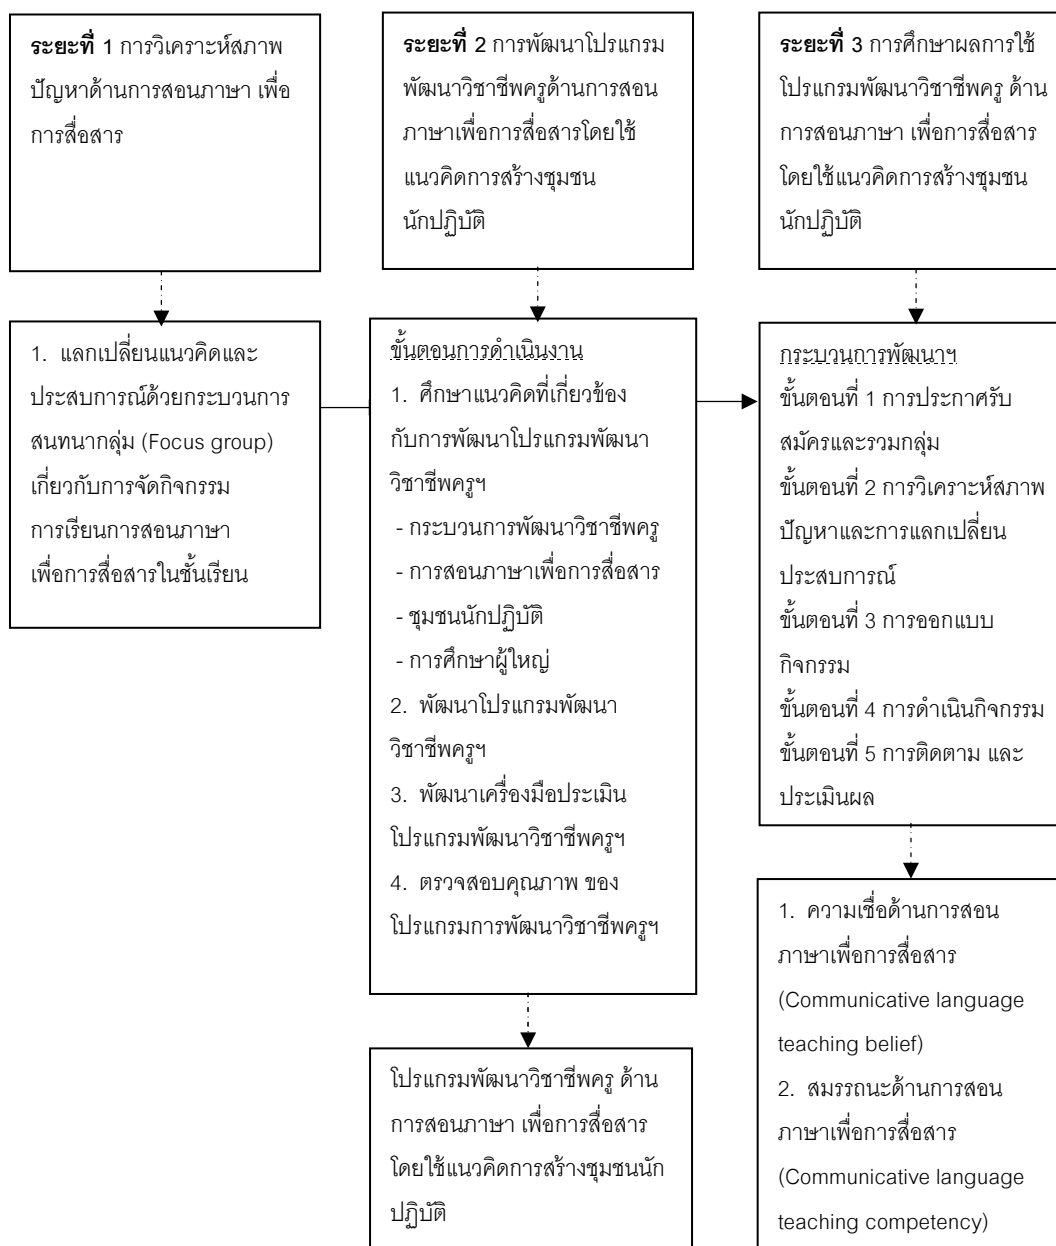 ระยะที่ 1 การวิเคราะห์สภาพ
ปัญหาด้านการสอนภาษา เพื่อ
การสื่อสาร
ระยะที่ 2 การพัฒนาโปรแกรม
พัฒนาวิชาชีพครูด้านการสอน
ภาษาเพื่อการสื่อสารโดยใช้
แนวคิดการสร้างชุมชน
นักปฏิบัติ
ระยะที่ 3 การศึกษาผลการใช้
โปรแกรมพัฒนาวิชาชีพครู ด้าน
การสอนภาษา เพื่อการสื่อสาร
โดยใช้แนวคิดการสร้างชุมชน
นักปฏิบัติ
1. แลกเปลี่ยนแนวคิดและ
ประสบการณ์ด้วยกระบวนการ
สนทนากลุ่ม (Focus group)
เกี่ยวกับการจัดกิจกรรม
การเรียนการสอนภาษา
เพื่อการสื่อสารในชั้นเรียน
ขั้นตอนการดำเนินงาน
1. ศึกษาแนวคิดที่เกี่ยวข้อง
กับการพัฒนาโปรแกรมพัฒนา
วิชาชีพครูฯ
- กระบวนการพัฒนาวิชาชีพครู
- การสอนภาษาเพื่อการสื่อสาร
- ชุมชนนักปฏิบัติ
- การศึกษาผู้ใหญ่
2. พัฒนาโปรแกรมพัฒนา
วิชาชีพครูฯ
3. พัฒนาเครื่องมือประเมิน
โปรแกรมพัฒนาวิชาชีพครูฯ
4. ตรวจสอบคุณภาพ ของ
โปรแกรมการพัฒนาวิชาชีพครูฯ
กระบวนการพัฒนาฯ
ขั้นตอนที่ 1 การประกาศรับ
สมัครและรวมกลุ่ม
ขั้นตอนที่ 2 การวิเคราะห์สภาพ
ปัญหาและการแลกเปลี่ยน
ประสบการณ์
ขั้นตอนที่ 3 การออกแบบ
กิจกรรม
ขั้นตอนที่ 4 การดำเนินกิจกรรม
ขั้นตอนที่ 5 การติดตาม และ
ประเมินผล
โปรแกรมพัฒนาวิชาชีพครู ด้าน
การสอนภาษา เพื่อการสื่อสาร
โดยใช้แนวคิดการสร้างชุมชนนัก
ปฏิบัติ
1. ความเชื่อด้านการสอน
ภาษาเพื่อการสื่อสาร
(Communicative language
teaching belief)
2. สมรรถนะด้านการสอน
ภาษาเพื่อการสื่อสาร
(Communicative language
teaching competency)